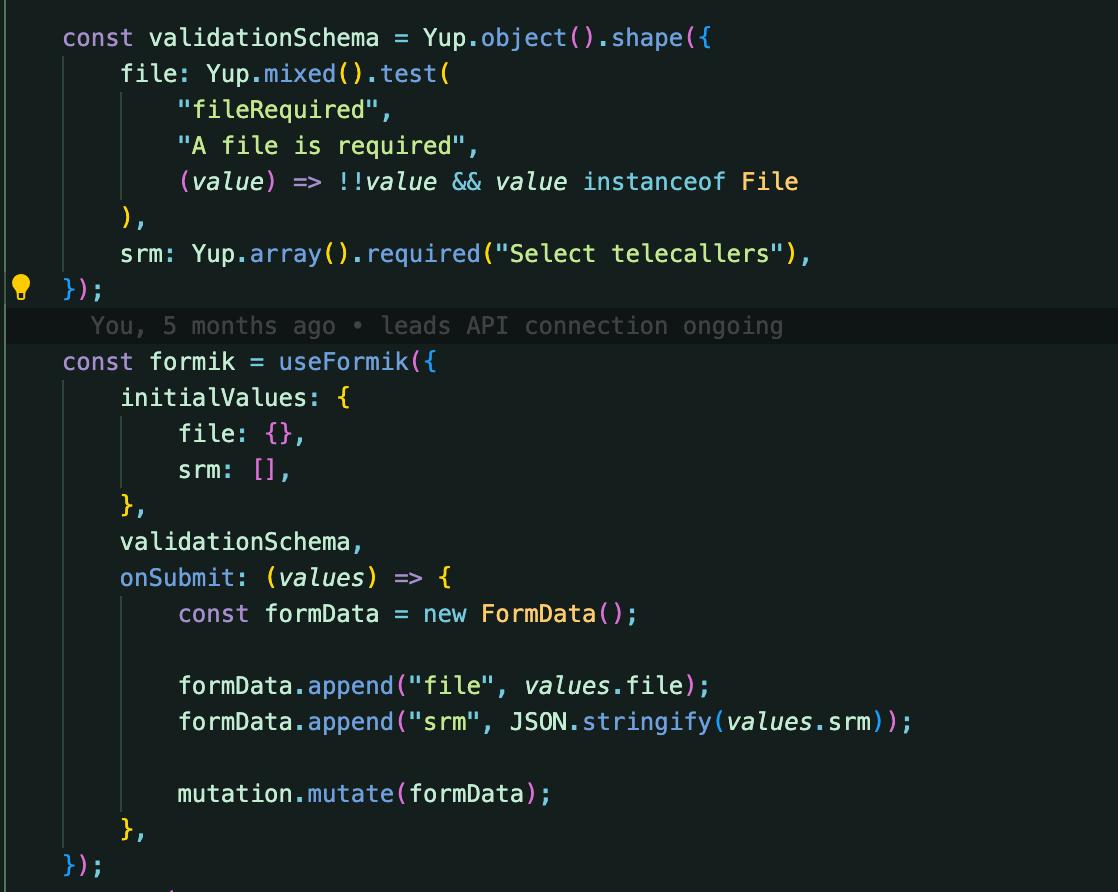 const validationSchema = Yup.object().shape({
    file: Yup.mixed().test(
        "fileRequired",
        "A file is required",
        (value) => !!value && value instanceof File
    ),
    srm: Yup.array().required("Select telecallers"),
});
You, 5 months ago • leads API connection ongoing
const formik = useFormik({
    initialValues: {
        file: {},
        srm: [],
    },
    validationSchema,
    onSubmit: (values) => {
        const formData = new FormData();

        formData.append("file", values.file);
        formData.append("srm", JSON.stringify(values.srm));

        mutation.mutate(formData);
    },
});